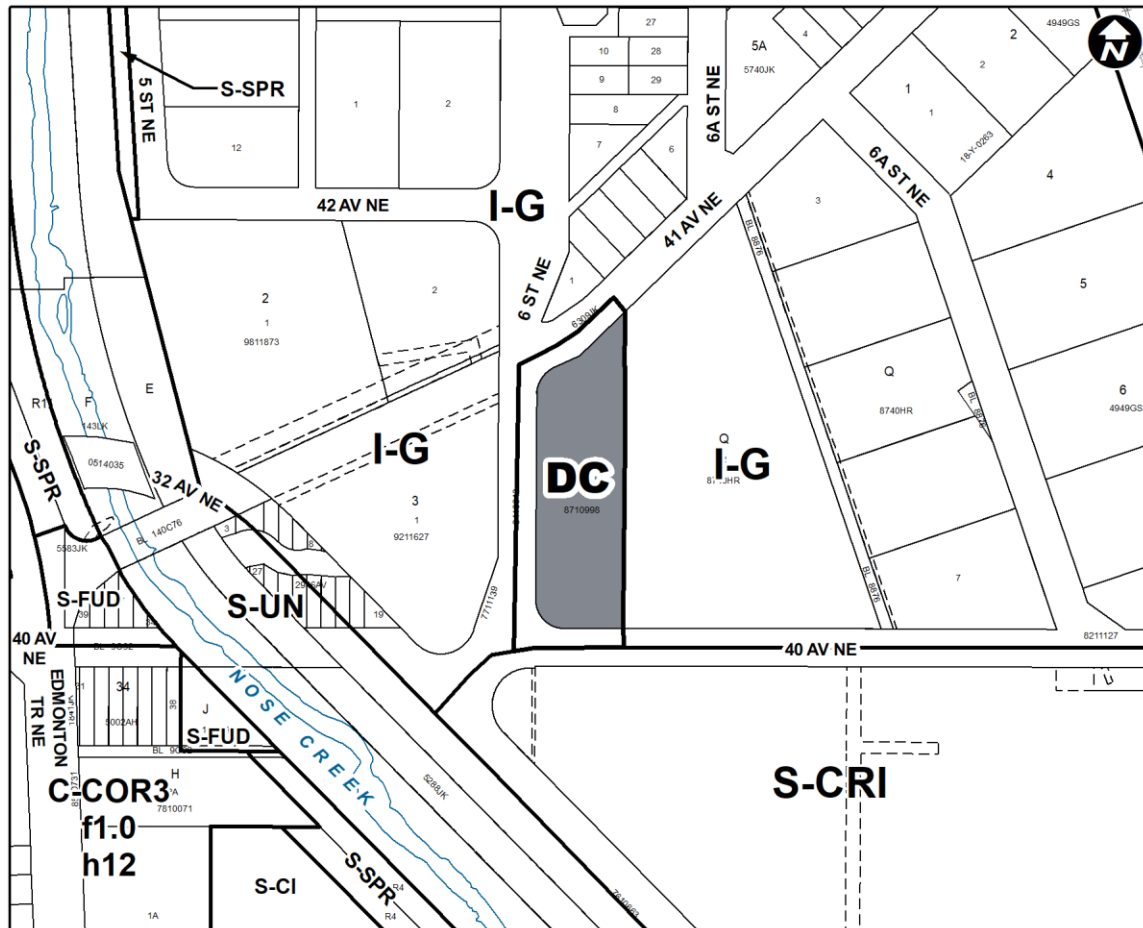 27
4949GS
2
4
5A
10
28
2
N
S-SPR
5740JK
5 ST NE
9
29
6A ST NE
1
1
2
8
1
18-Y-0263
12
7
6
6A ST NE
4
42 AV NE
I-G
3
41 AV NE
BL 8876
1
5
6 ST NE
2
2
1
6309JK
9811873
E
Q
6
R1
F
8740HR
4949GS
143LK
BL 8876
S-SPR
I-G
Q
I-G
0514035
DC
32 AV NE
3
8710998
1
BL 140C76
9211627
3
8
5583JK
27
BL 8876
7
S-FUD
S-UN
19
7711139
39
8211127
40 AV
NE
40 AV NE
EDMONTON
TR NE
31
34
38
J
5002AH
NOSE CREEK
S-FUD
H
5288JK
S-CRI
C-COR3
7810071
f1.0
h12
S-SPR
S-CI
R4
1A
R4
7610663